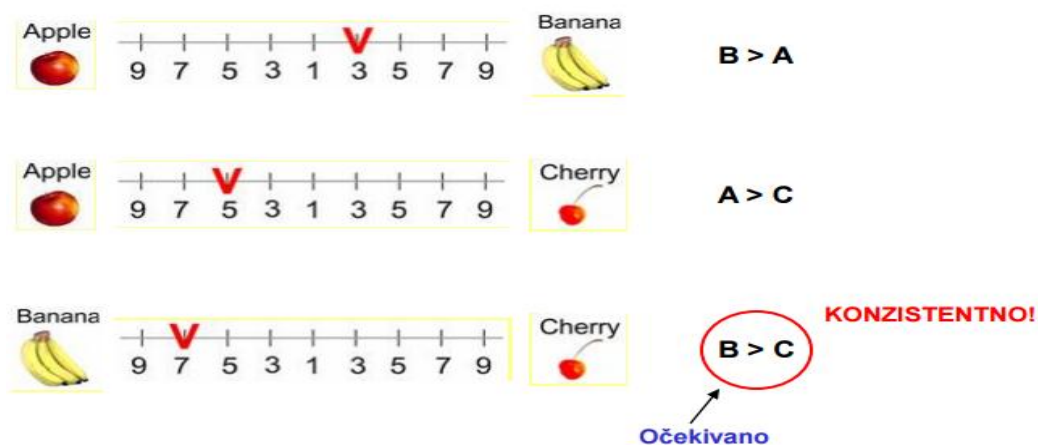 Apple
Banana
9 7 5 3 1 3 5 7 9
V
B > A
Apple
Cherry
9 7 5 3 1 3 5 7 9
V
A > C
Banana
Cherry
9 7 5 3 1 3 5 7 9
V
B > C
KONZISTENTNO!
Očekivano